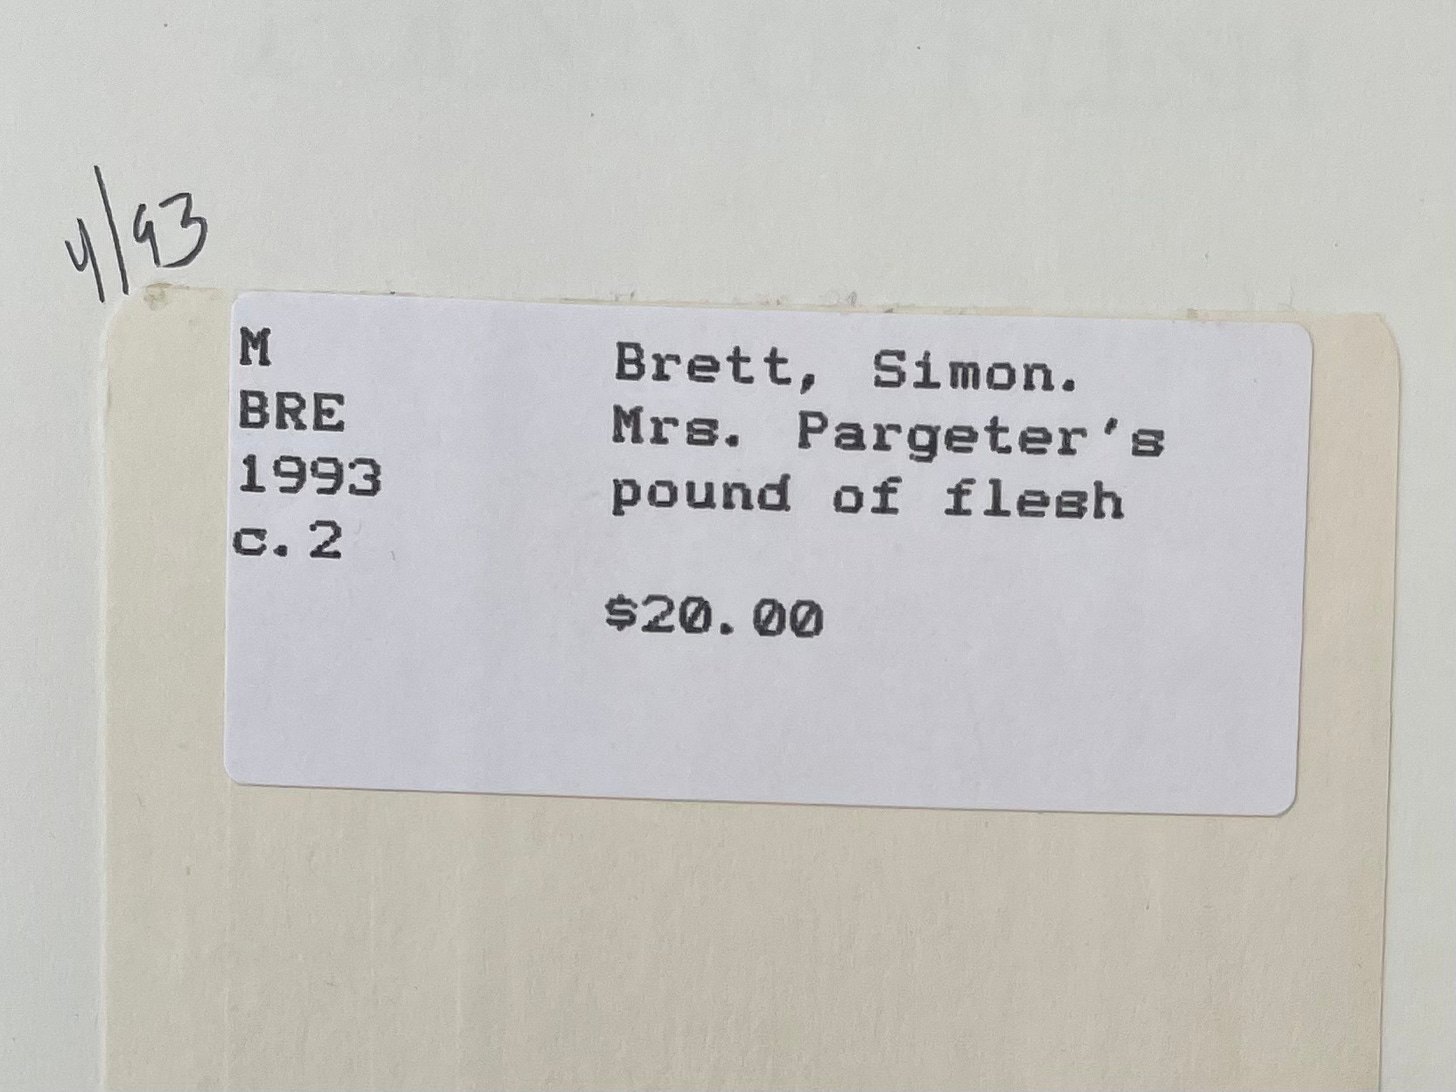 4/93
M
BRE
1993
c.2
Brett, Simon.
Mrs. Pargeter's
pound of flesh
$20.00